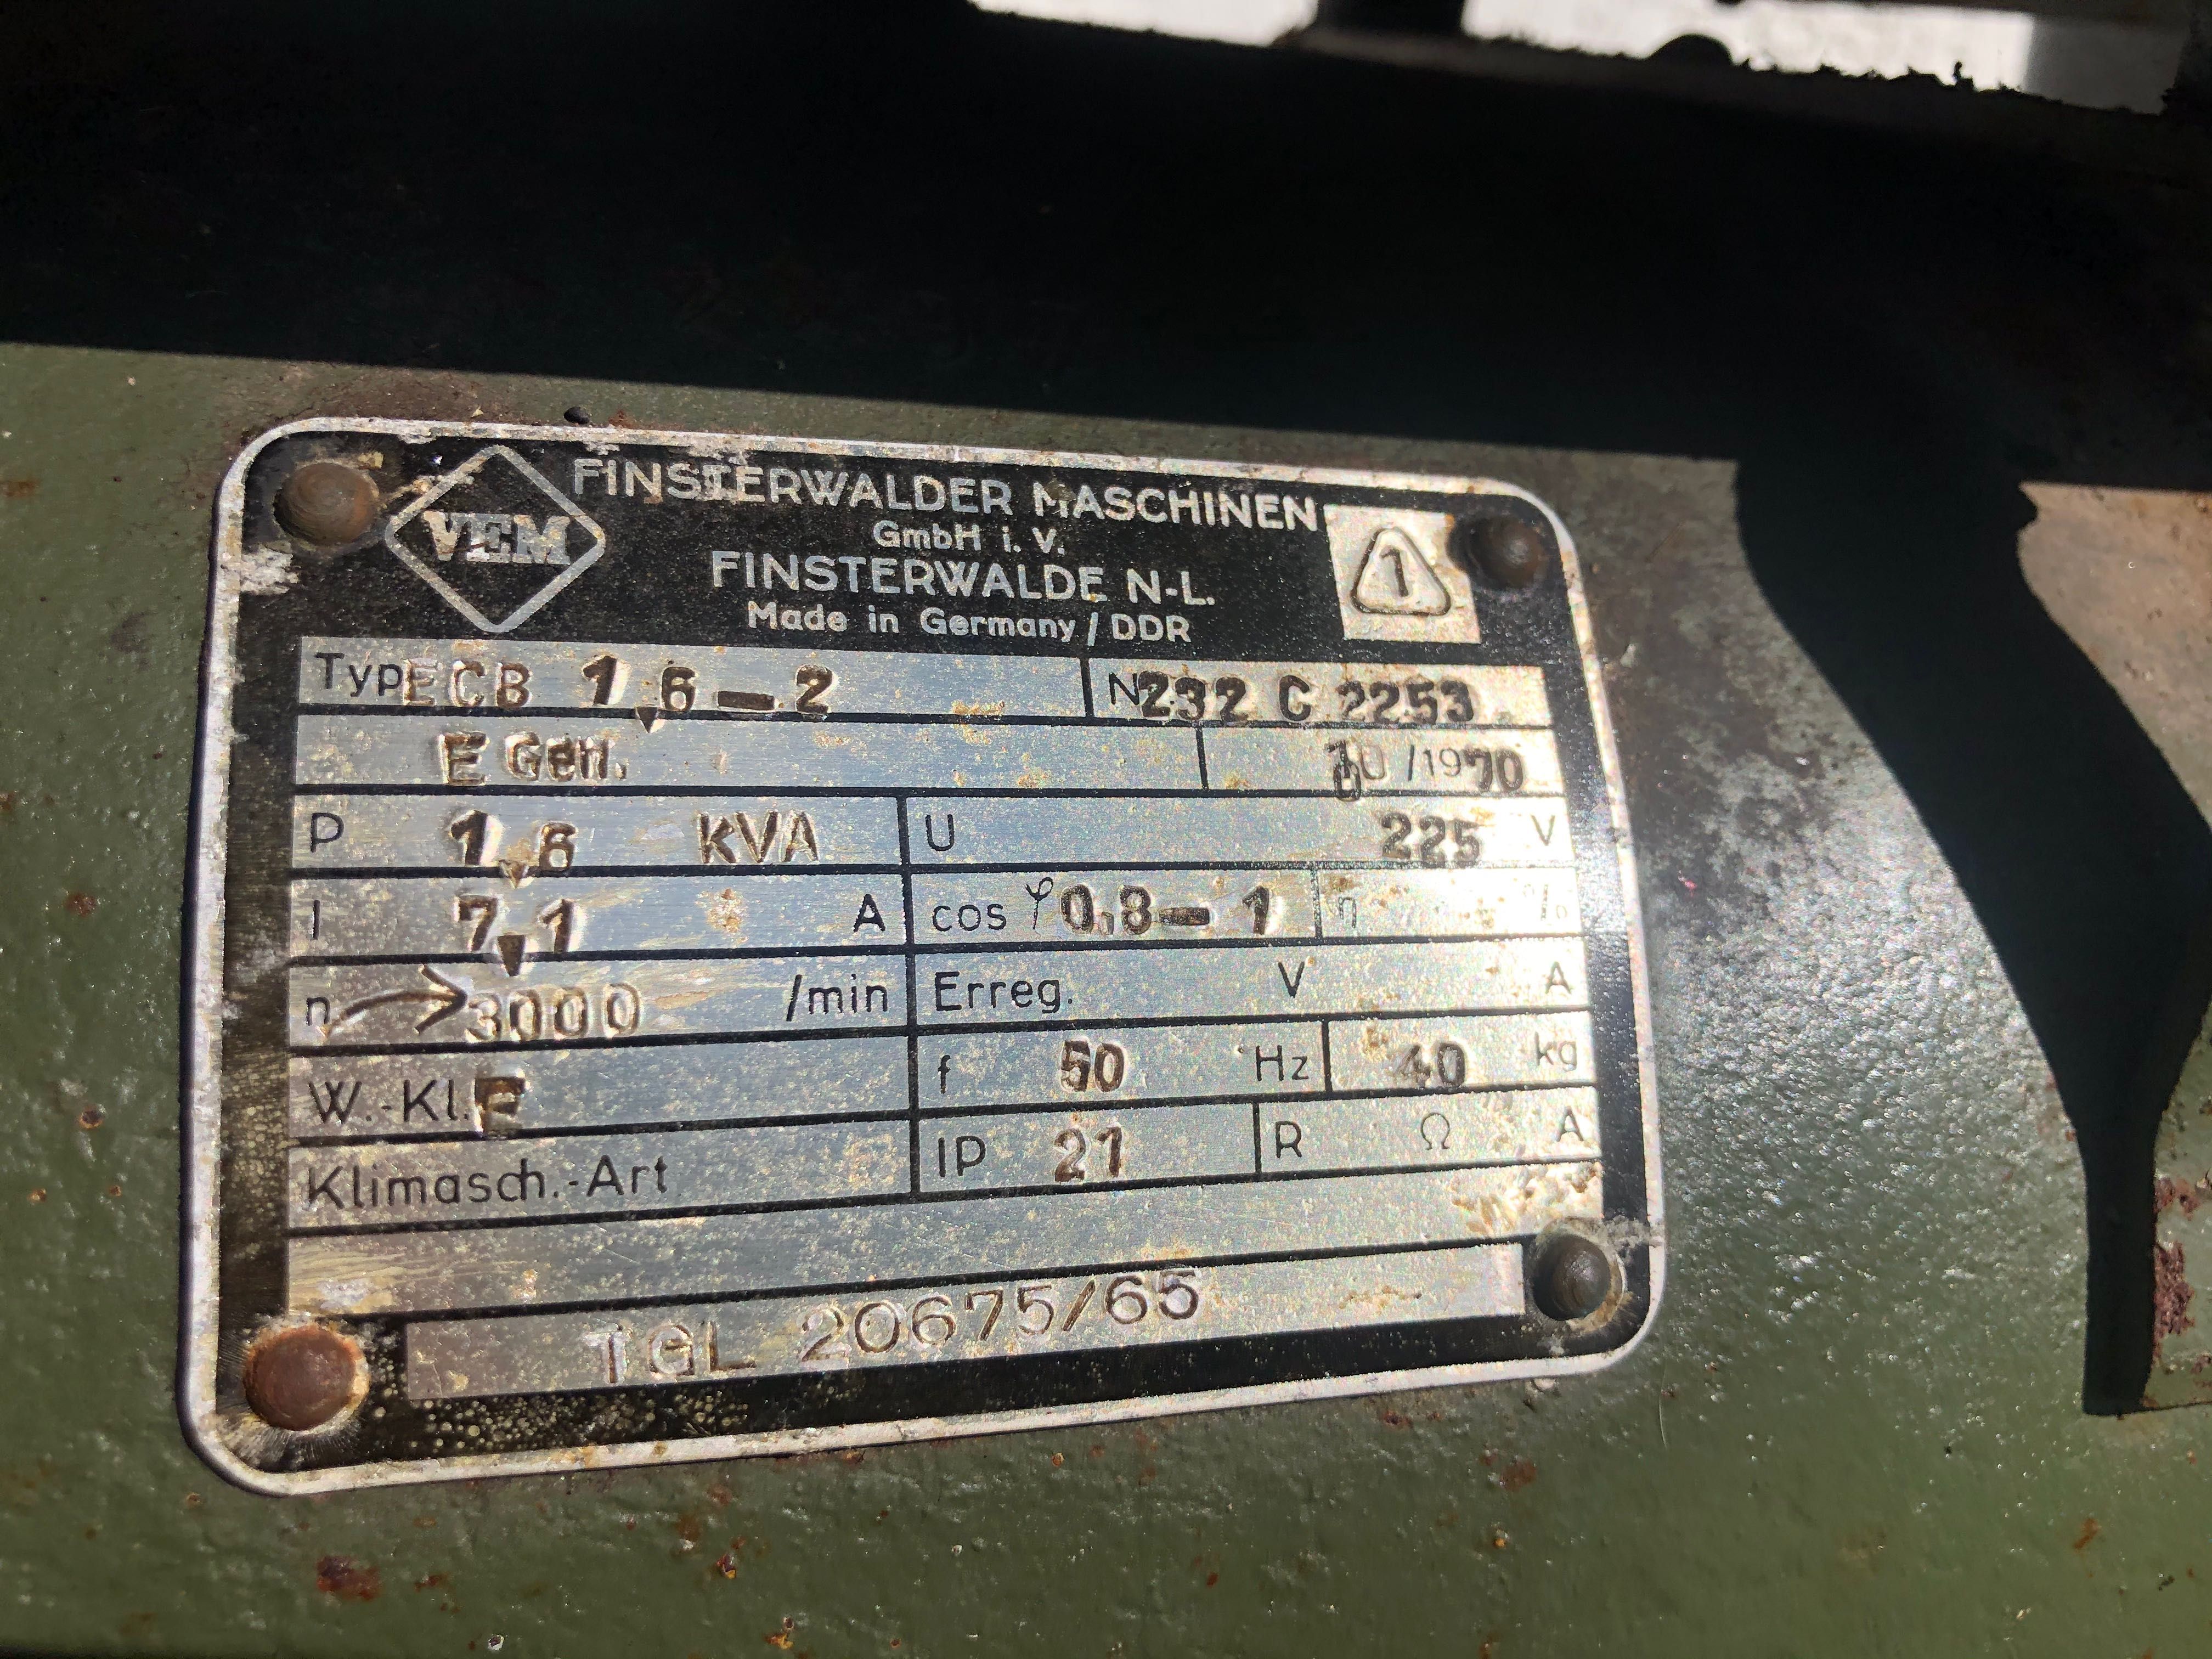 VEM
FINSTERWALDER MASCHINEN
GmbH i. V.
FINSTERWALDE N-L.
Made in Germany / DDR
1
Typ ECB 1,6-2 N 232 C 2253
E Gen. /1970
P 1,6 KVA U 225 V
I 7,1 A cos φ 0,8-1 η %
n 3000 /min Erreg. V A
W.-Kl. E f 50 Hz 40 kg
Klimasch.-Art IP 21 R Ω A
TGL 20675/65